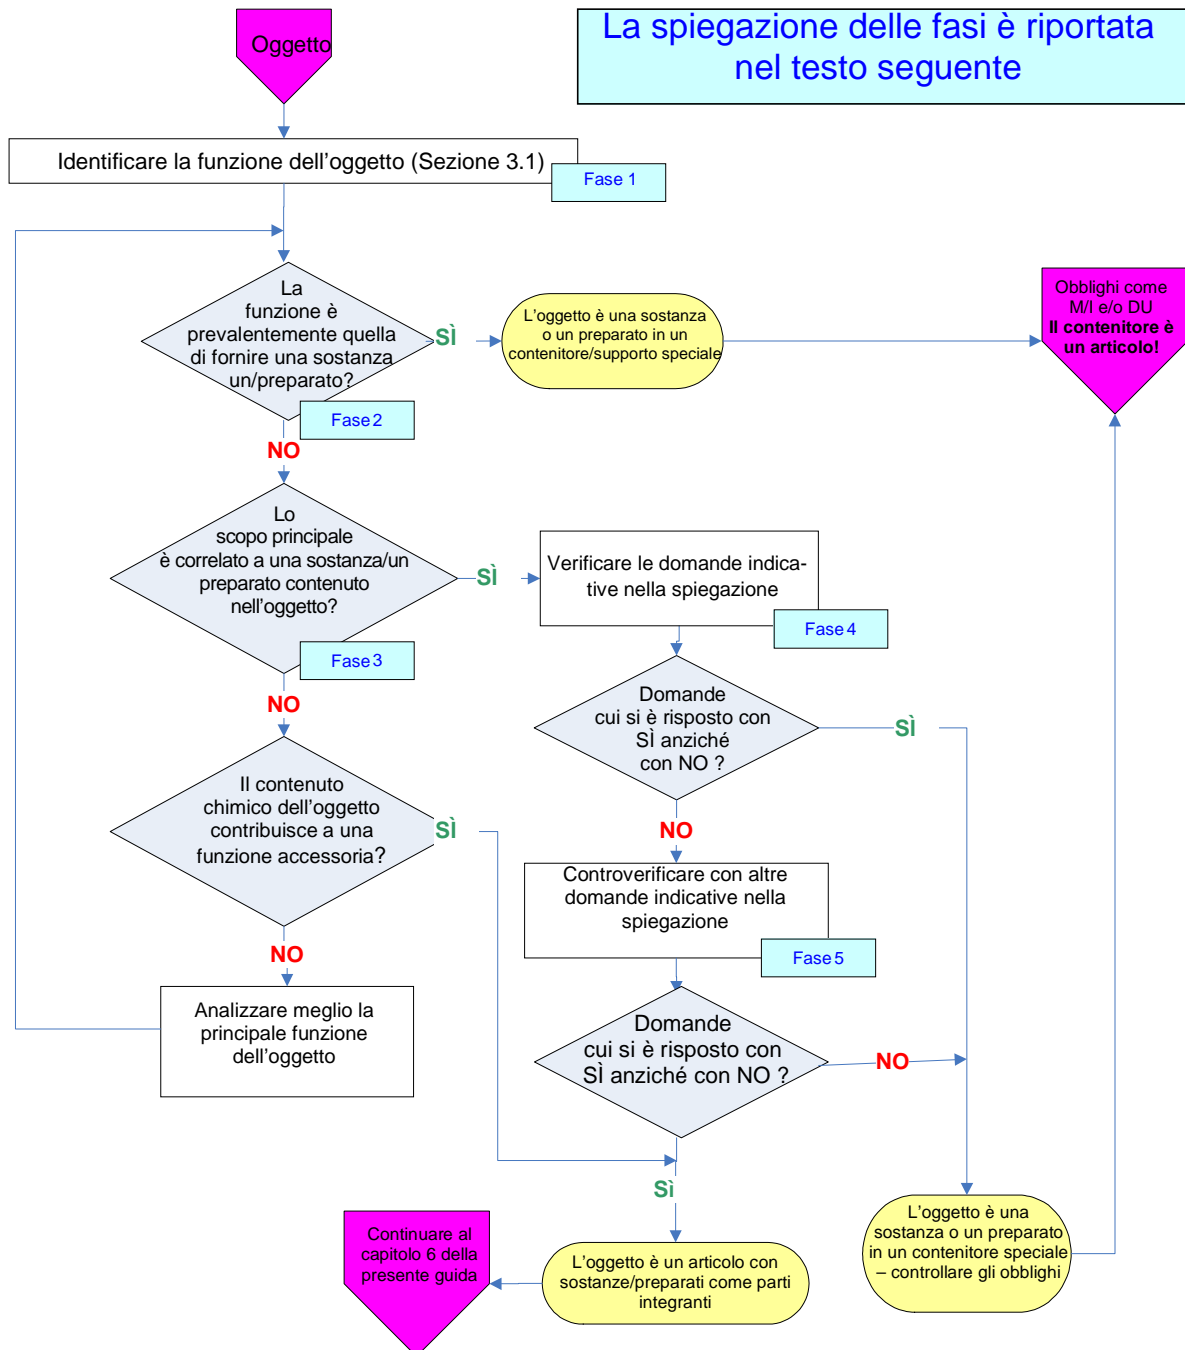 Oggetto
La spiegazione delle fasi è riportata
nel testo seguente
Identificare la funzione dell'oggetto (Sezione 3.1)
Fase 1
La
funzione è
prevalentemente quella
di fornire una sostanza
un/preparato?
Fase 2
SÌ
L'oggetto è una sostanza
o un preparato in un
contenitore/supporto speciale
Obblighi come
M/I e/o DU
Il contenitore è
un articolo!
NO
Lo
scopo principale
è correlato a una sostanza/un
preparato contenuto
nell'oggetto?
Fase 3
SÌ
Verificare le domande indica-
tive nella spiegazione
Fase 4
NO
Domande
cui si è risposto con
SÌ anziché
con NO ?
SÌ
Il contenuto
chimico dell'oggetto
contribuisce a una
funzione accessoria?
SÌ
NO
Controverificare con altre
domande indicative nella
spiegazione
Fase 5
NO
Analizzare meglio la
principale funzione
dell'oggetto
Domande
cui si è risposto con
SÌ anziché con NO ?
NO
Sì
L'oggetto è una
sostanza o un preparato
in un contenitore speciale
– controllare gli obblighi
Continuare al
capitolo 6 della
presente guida
L'oggetto è un articolo con
sostanze/preparati come parti
integranti